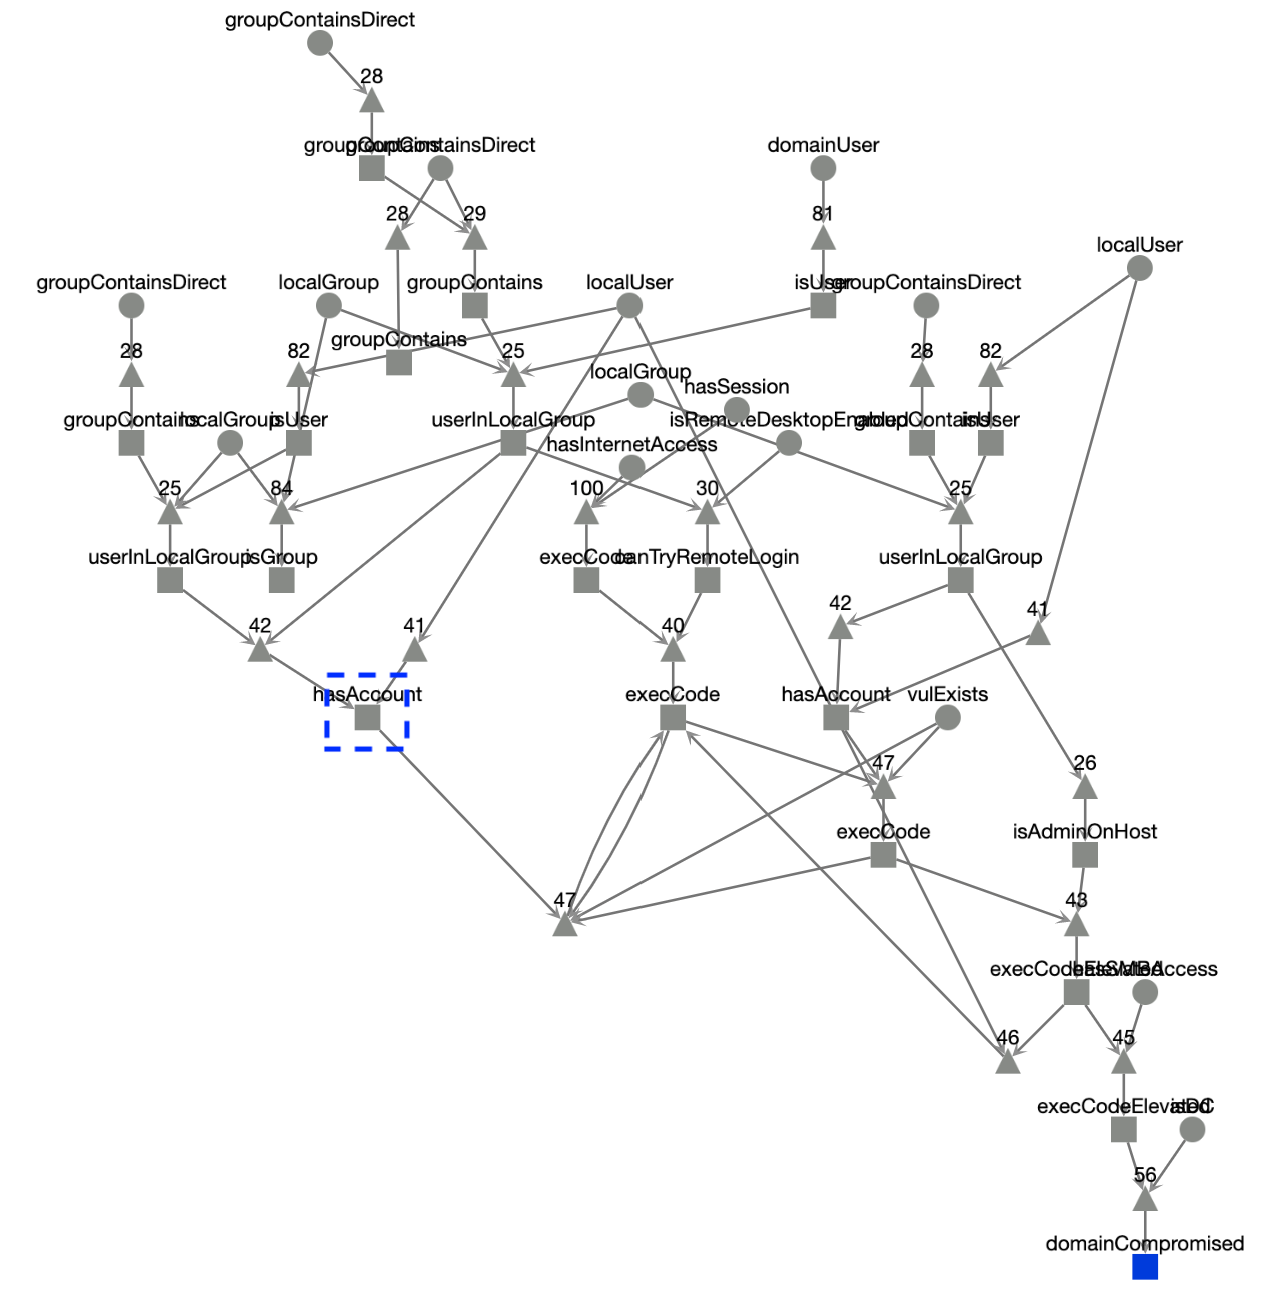 groupContainsDirect
28
groupContains groupContainsDirect domainUser
28 29 81 localUser
groupContainsDirect localGroup groupContains localUser isUser groupContainsDirect
28 82 groupContains 25 28 82
localGroup hasSession
groupContains localGroup isUser userInLocalGroup isRemoteDesktopEnabled groupContains isUser
hasInternetAccess
25 84 100 30 25
userInLocalGroup isGroup execCode canTryRemoteLogin userInLocalGroup
42 41 40 42 41
hasAccount execCode hasAccount vulExists
47 26
execCode isAdminOnHost
47 43
execCodeElevated hasSMBAccess
46 45
execCodeElevated isDC
56
domainCompromised